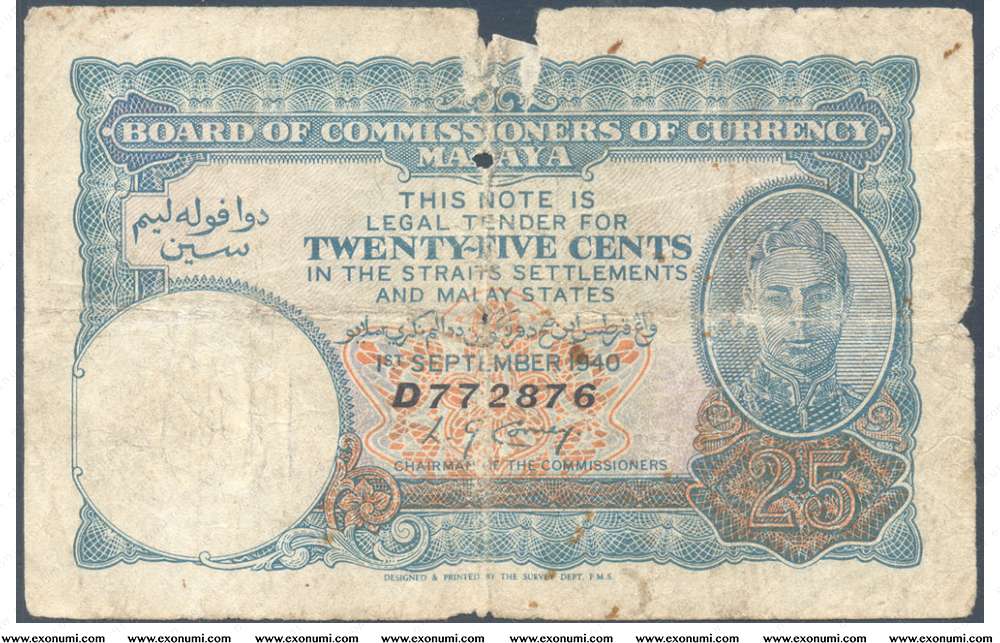 BOARD OF COMMISSIONERS OF CURRENCY
MALAYA
THIS NOTE IS
LEGAL TENDER FOR
TWENTY-FIVE CENTS
IN THE STRAITS SETTLEMENTS
AND MALAY STATES
دوا ڤوله ليم
سين
1ST SEPTEMBER 1940
D772876
CHAIRMAN OF THE COMMISSIONERS
25
DESIGNED & PRINTED BY THE SURVEY DEPT. F.M.S.
www.exonumi.com www.exonumi.com www.exonumi.com www.exonumi.com www.exonumi.com www.exonumi.com www.exonumi.com www.exonumi.com